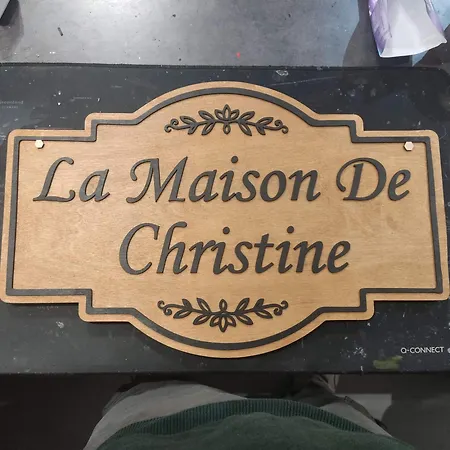 La Maison De
Christine
Q-CONNECT